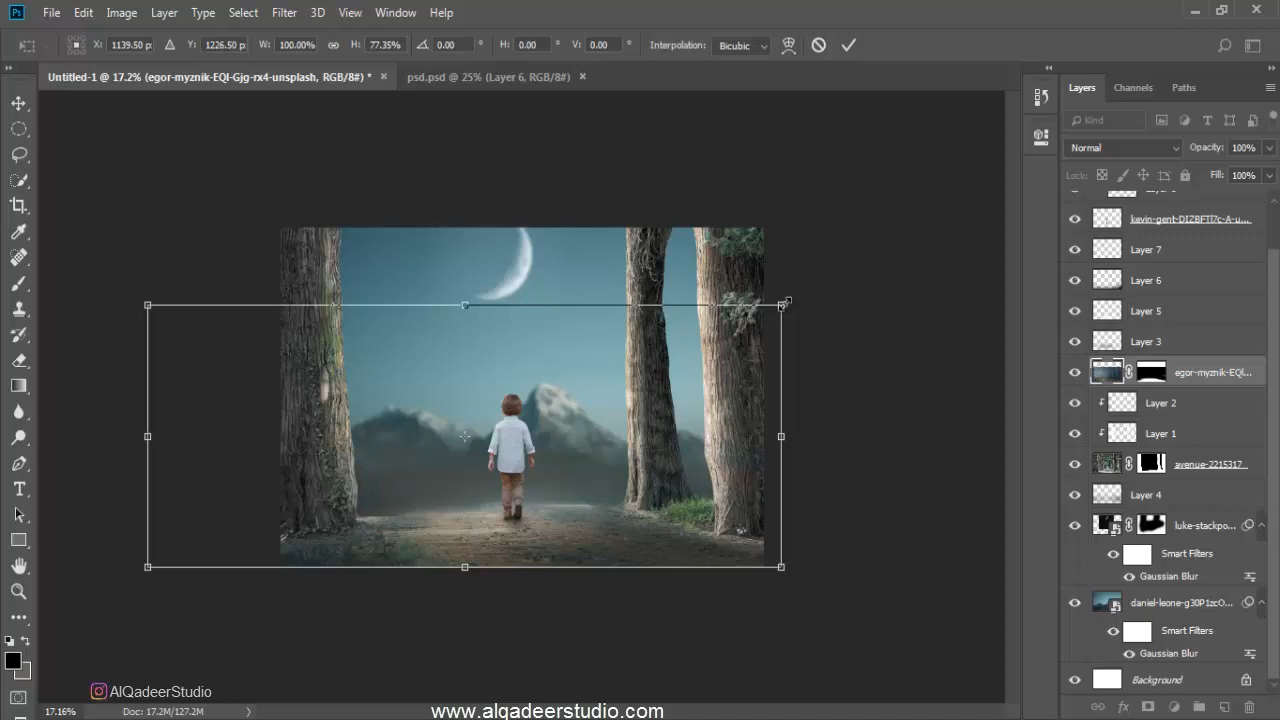 Ps File Edit Image Layer Type Select Filter 3D View Window Help
X: 1139.50 p: Y: 1226.50 p: W: 100.00% H: 77.35% 0.00 ° H: 0.00 ° V: 0.00 ° Interpolation: Bicubic
Untitled-1 @ 17.2% (egor-myznik-EQI-Gjg-rx4-unsplash, RGB/8#) * × psd.psd @ 25% (Layer 6, RGB/8#) ×
Layers Channels Paths
Kind
Normal Opacity: 100%
Lock: Fill: 100%
kevin-gent-DIZBFTl7c-A-u...
Layer 7
Layer 6
Layer 5
Layer 3
egor-myznik-EQI...
Layer 2
Layer 1
avenue-2215317
Layer 4
luke-stackpo...
Smart Filters
Gaussian Blur
daniel-leone-g30P1zcO...
Smart Filters
Gaussian Blur
Background
AlQadeerStudio
17.16% Doc: 17.2M/127.2M
www.alqadeerstudio.com